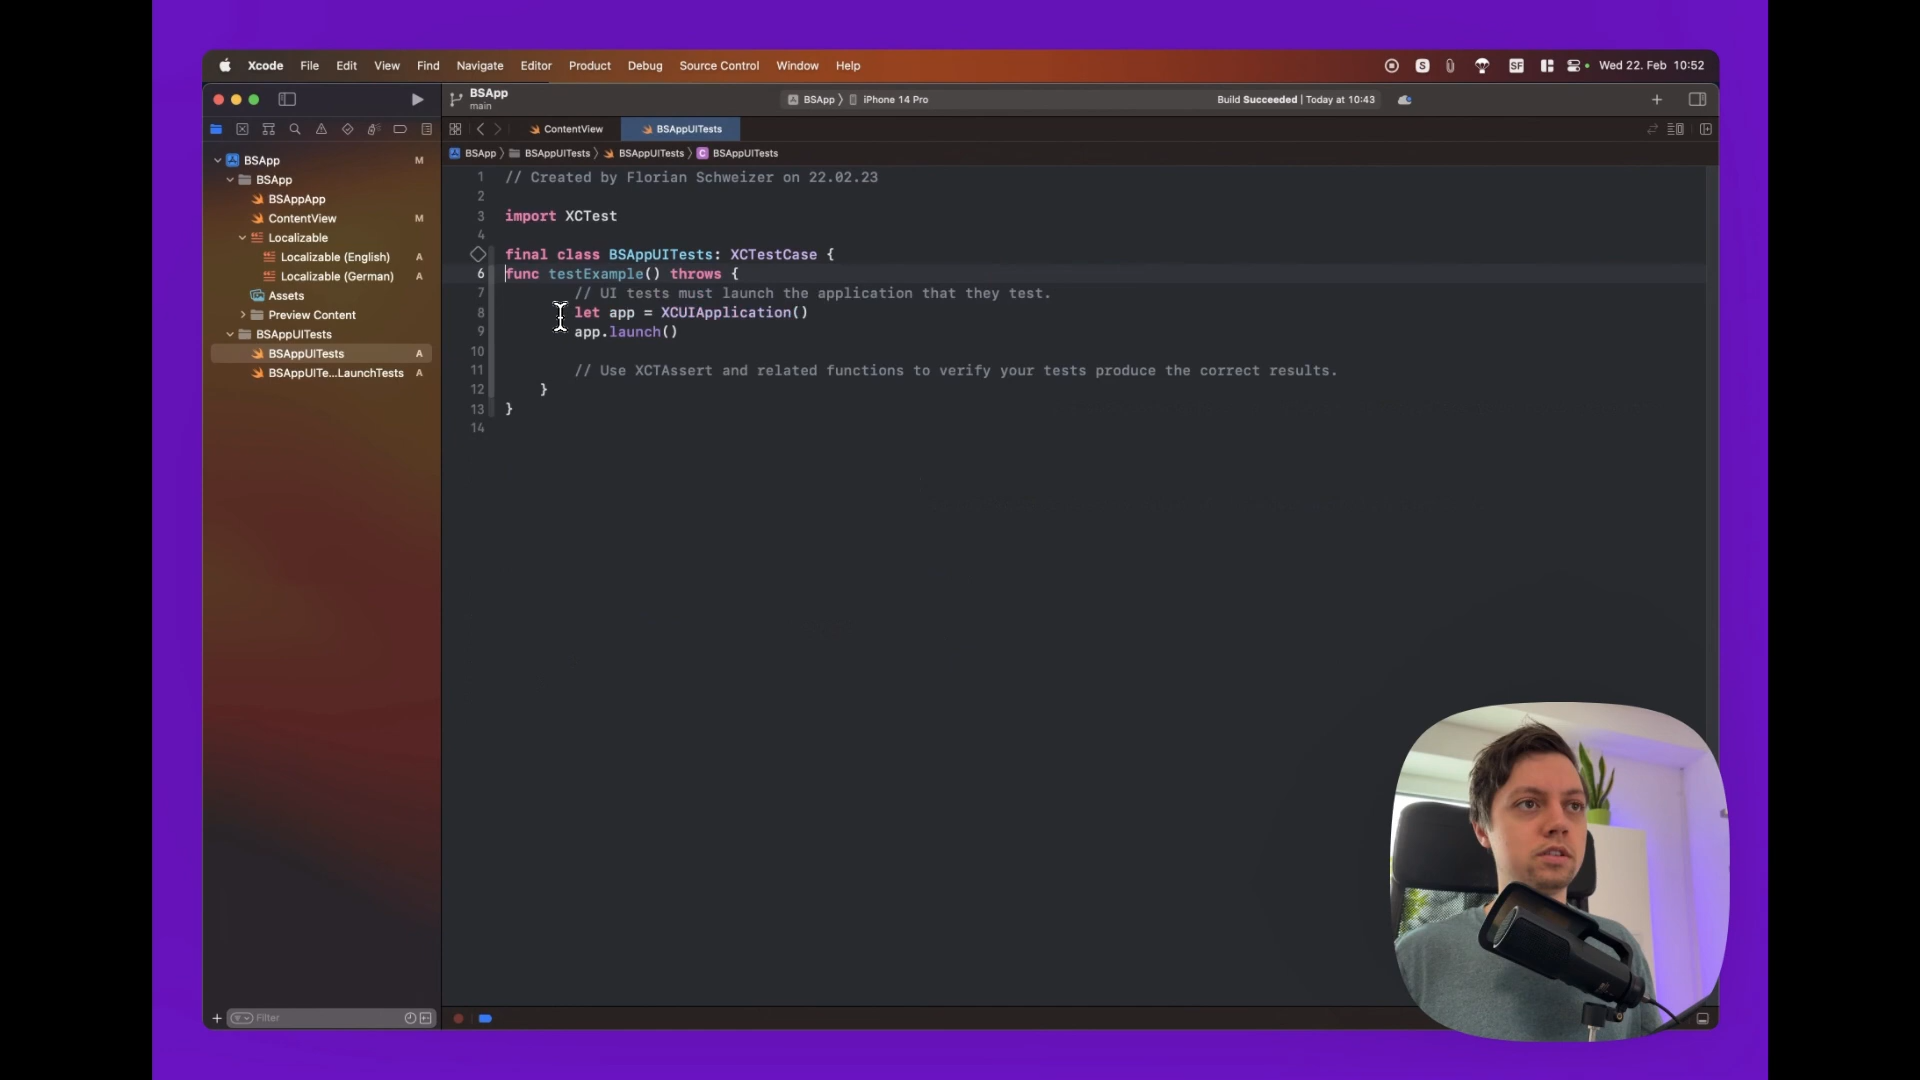 Xcode File Edit View Find Navigate Editor Product Debug Source Control Window Help
S SF Wed 22. Feb 10:52
BSApp
main
BSApp iPhone 14 Pro
Build Succeeded | Today at 10:43
ContentView
BSAppUITests
BSApp BSAppUITests BSAppUITests C BSAppUITests
BSApp M
BSApp
BSAppApp
ContentView M
Localizable
Localizable (English) A
Localizable (German) A
Assets
Preview Content
BSAppUITests
BSAppUITests A
BSAppUITe...LaunchTests A
Filter
1 // Created by Florian Schweizer on 22.02.23
2
3 import XCTest
4
final class BSAppUITests: XCTestCase {
6 func testExample() throws {
7 // UI tests must launch the application that they test.
8 let app = XCUIApplication()
9 app.launch()
10
11 // Use XCTAssert and related functions to verify your tests produce the correct results.
12 }
13 }
14